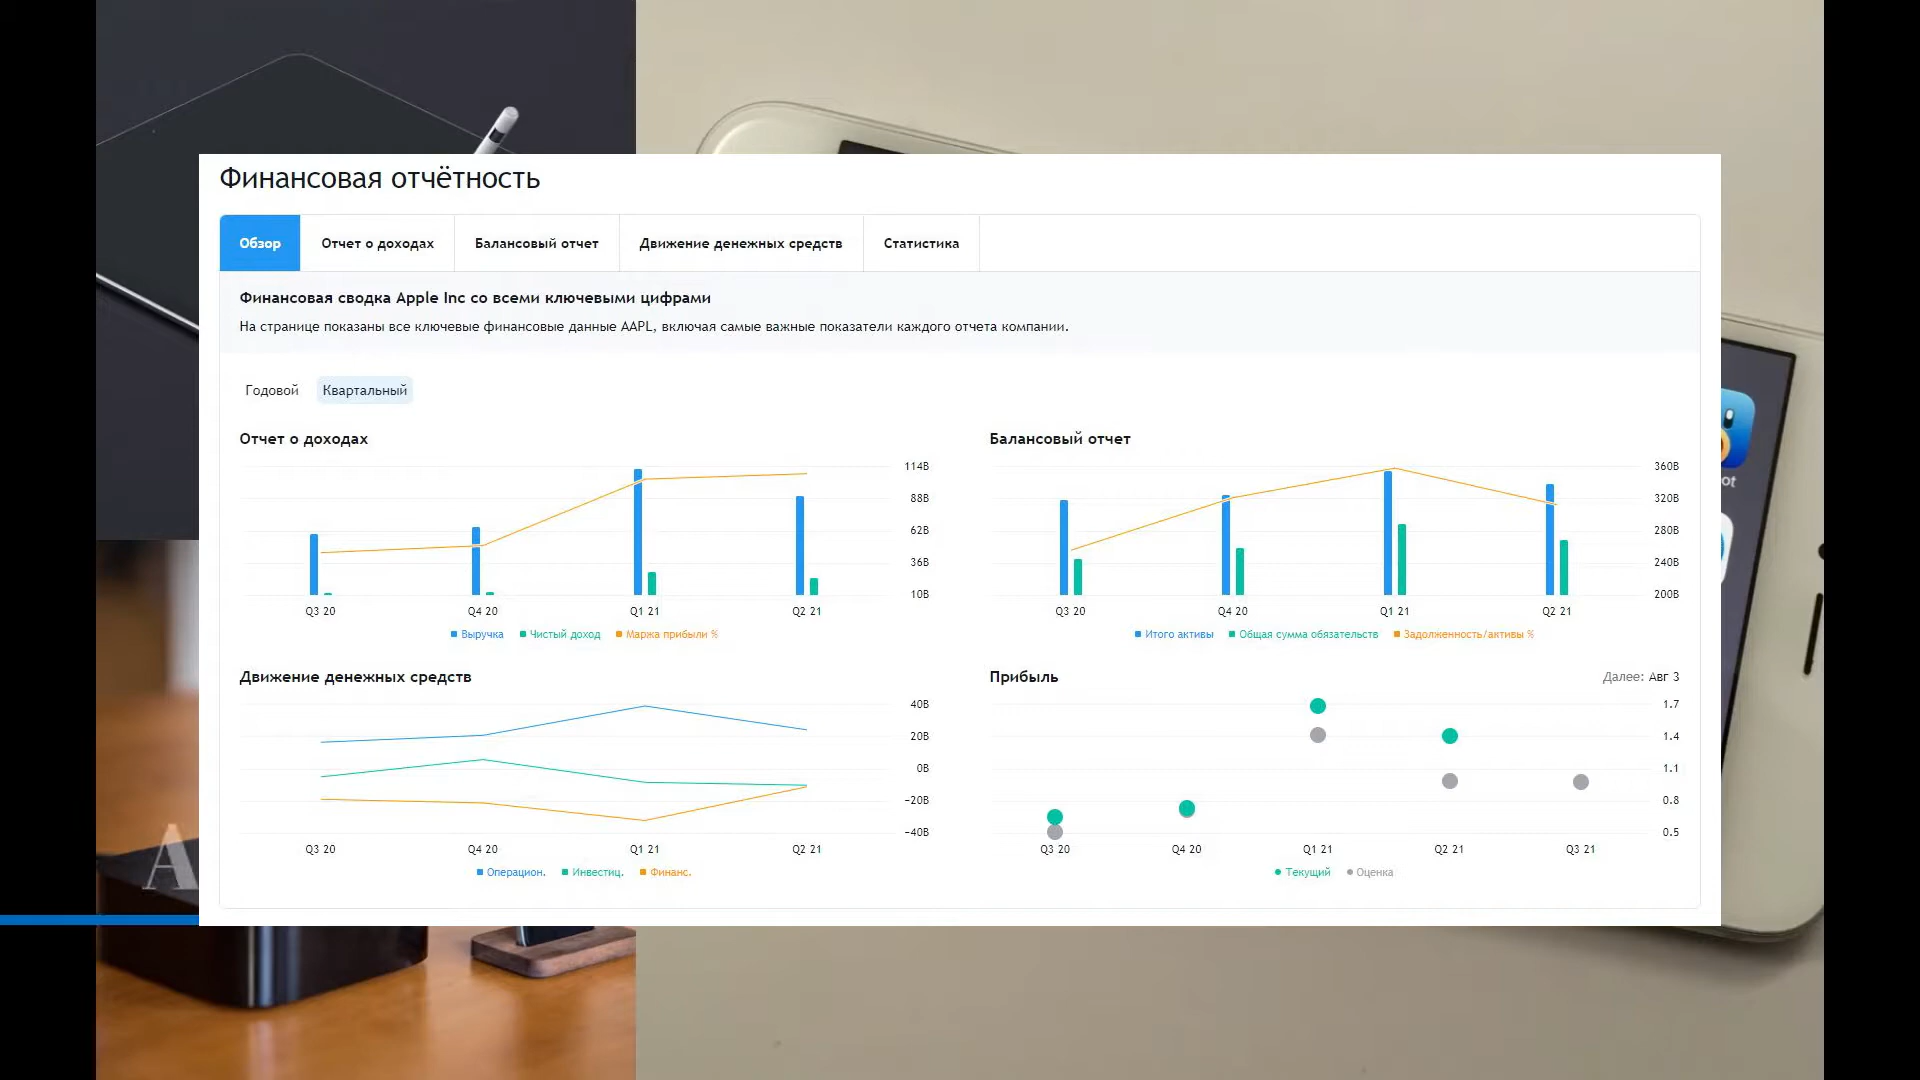 Финансовая отчётность
Обзор
Отчет о доходах
Балансовый отчет
Движение денежных средств
Статистика
Финансовая сводка Apple Inc со всеми ключевыми цифрами
На странице показаны все ключевые финансовые данные AAPL, включая самые важные показатели каждого отчета компании.
Годовой
Квартальный
Отчет о доходах
114B
88B
62B
36B
10B
Q3 20
Q4 20
Q1 21
Q2 21
Выручка
Чистый доход
Маржа прибыли %
Балансовый отчет
360B
320B
280B
240B
200B
Q3 20
Q4 20
Q1 21
Q2 21
Итого активы
Общая сумма обязательств
Задолженность/активы %
Движение денежных средств
40B
20B
0B
−20B
−40B
Q3 20
Q4 20
Q1 21
Q2 21
Операцион.
Инвестиц.
Финанс.
Прибыль
Далее: Авг 3
1.7
1.4
1.1
0.8
0.5
Q3 20
Q4 20
Q1 21
Q2 21
Q3 21
Текущий
Оценка
A